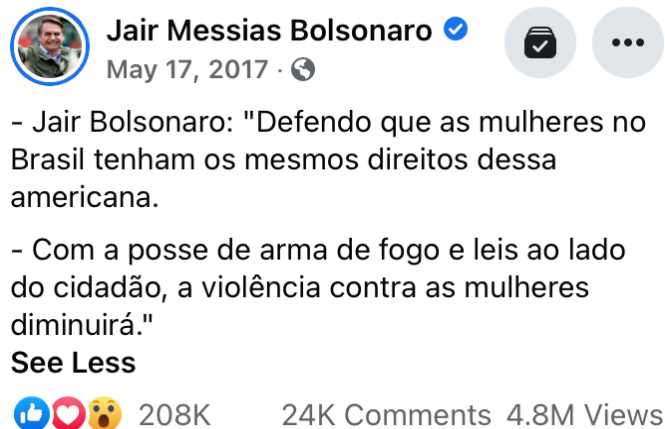 Jair Messias Bolsonaro
May 17, 2017 ·
- Jair Bolsonaro: "Defendo que as mulheres no
Brasil tenham os mesmos direitos dessa
americana.
- Com a posse de arma de fogo e leis ao lado
do cidadão, a violência contra as mulheres
diminuirá."
See Less
208K 24K Comments 4.8M Views